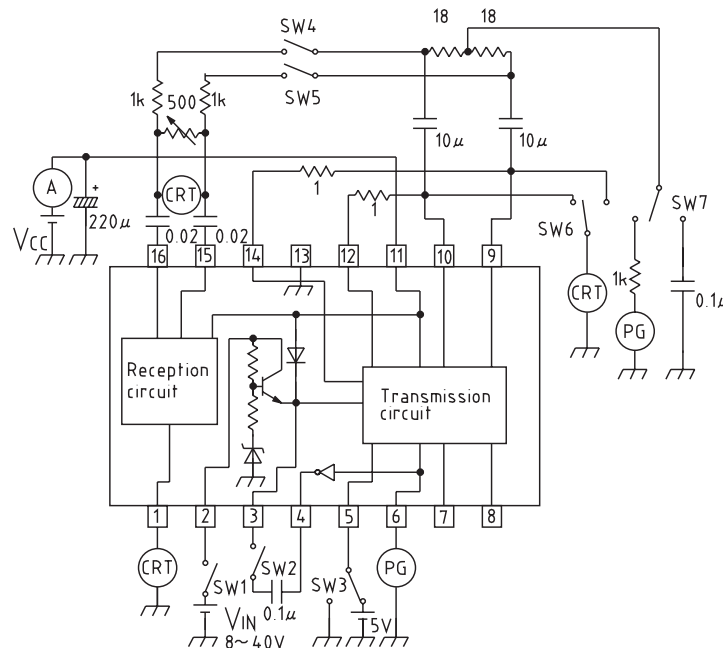 18 18
SW4
SW5
1k 500 1k
10μ 10μ
A
+
220μ
VCC
CRT
0.02 0.02
1
1
SW6
SW7
CRT
1k
PG
0.1μ
16 15 14 13 12 11 10 9
Reception
circuit
Transmission
circuit
1 2 3 4 5 6 7 8
CRT
SW1
SW2
SW3
PG
0.1μ
VIN
8~40V
5V